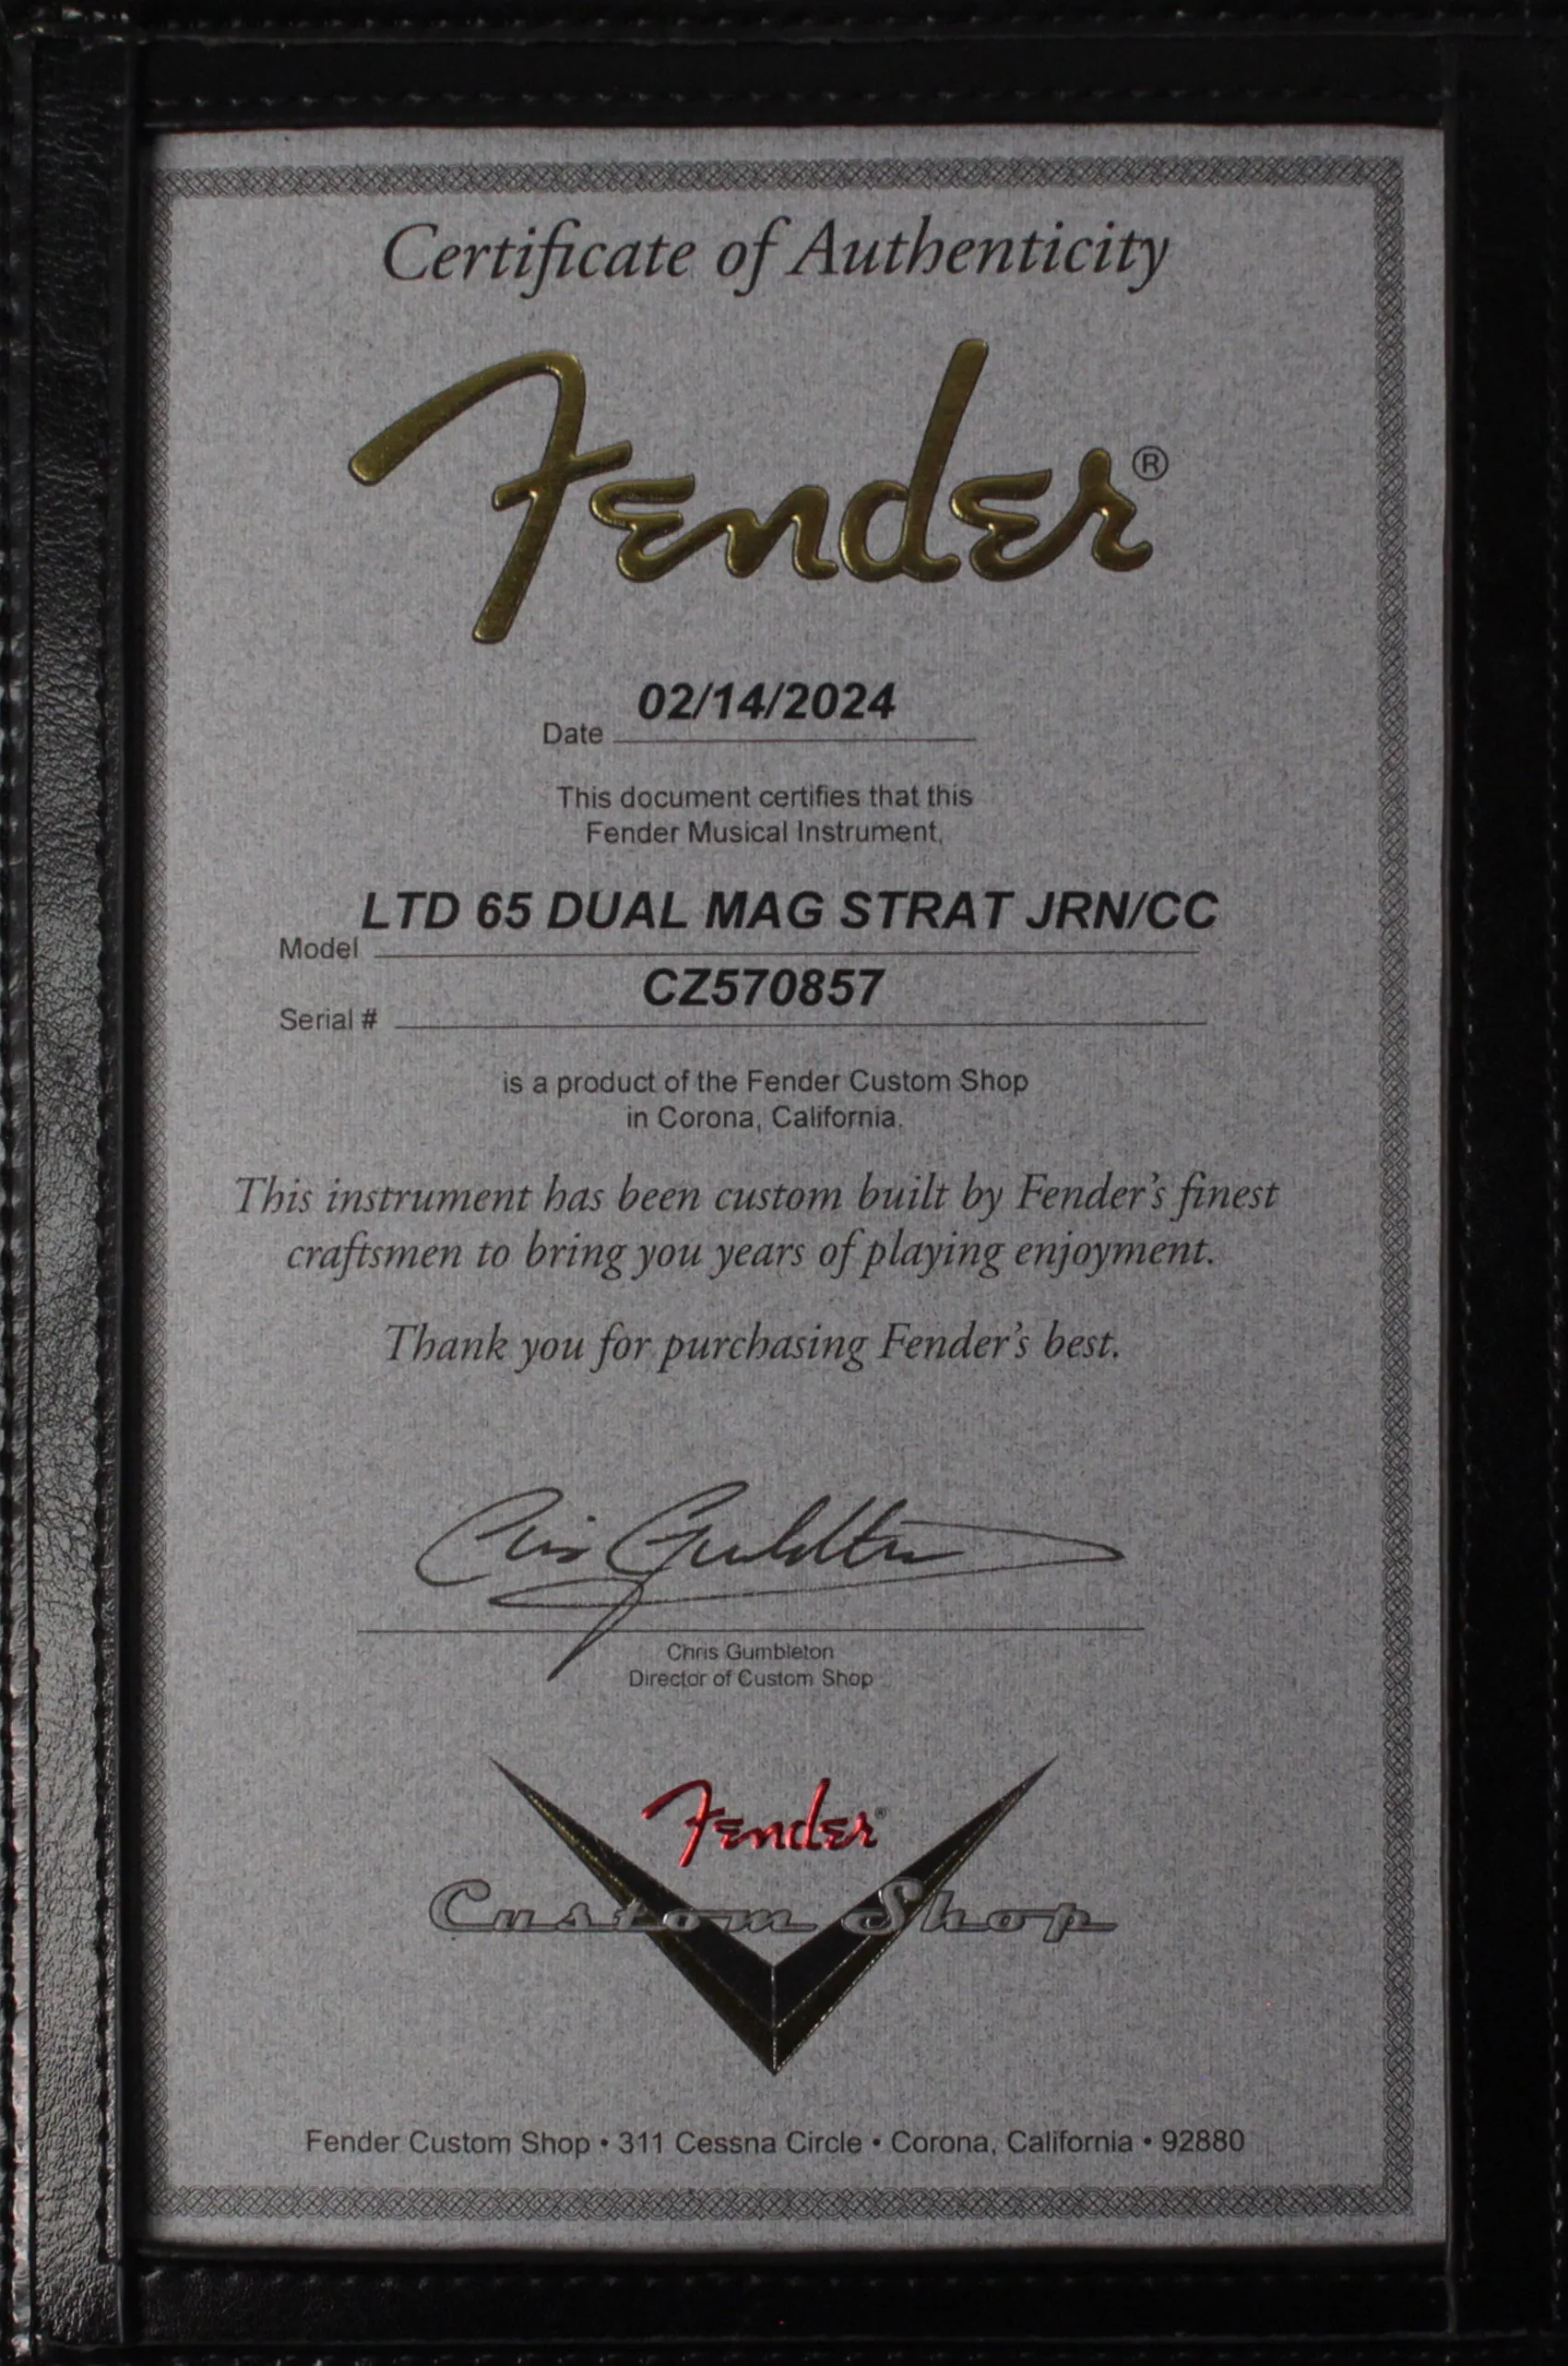 Certificate of Authenticity
Fender®
02/14/2024
Date
This document certifies that this
Fender Musical Instrument,
LTD 65 DUAL MAG STRAT JRN/CC
Model
CZ570857
Serial #
is a product of the Fender Custom Shop
in Corona, California.
This instrument has been custom built by Fender's finest
craftsmen to bring you years of playing enjoyment.
Thank you for purchasing Fender's best.
Chris Gumbleton
Chris Gumbleton
Director of Custom Shop
Fender®
Custom Shop
Fender Custom Shop • 311 Cessna Circle • Corona, California • 92880